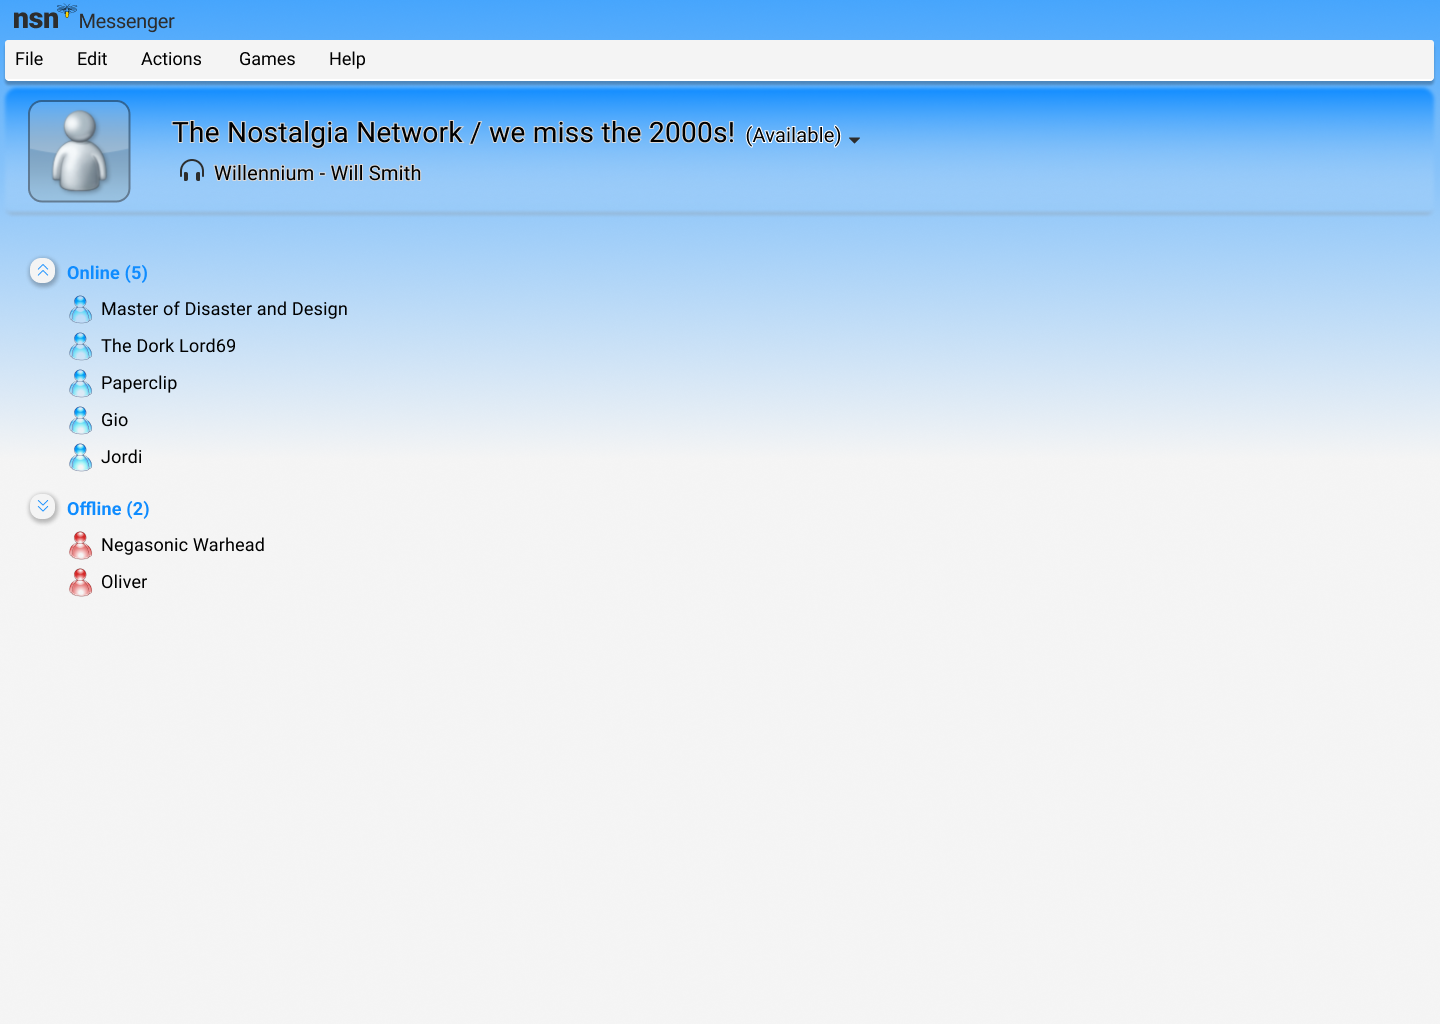 nsn Messenger
File Edit Actions Games Help
The Nostalgia Network / we miss the 2000s! (Available)
Willennium - Will Smith
Online (5)
Master of Disaster and Design
The Dork Lord69
Paperclip
Gio
Jordi
Offline (2)
Negasonic Warhead
Oliver